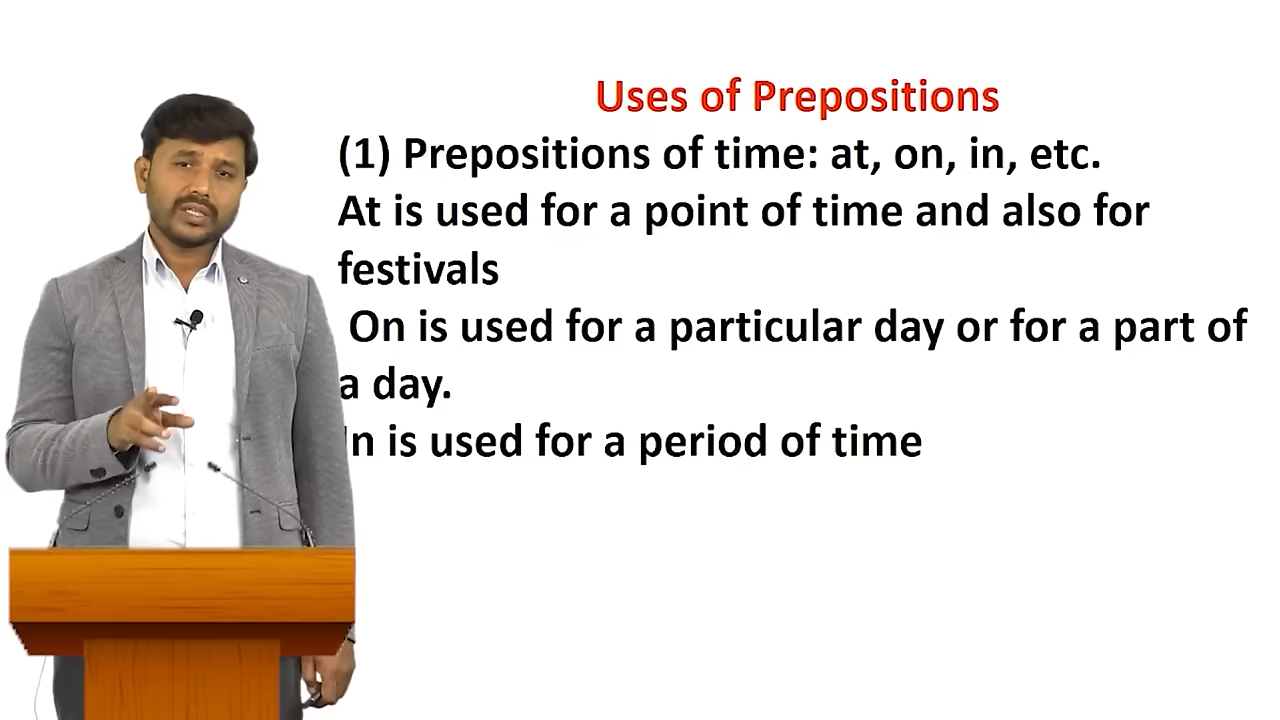 Uses of Prepositions
(1) Prepositions of time: at, on, in, etc.
At is used for a point of time and also for
festivals
On is used for a particular day or for a part of
a day.
In is used for a period of time